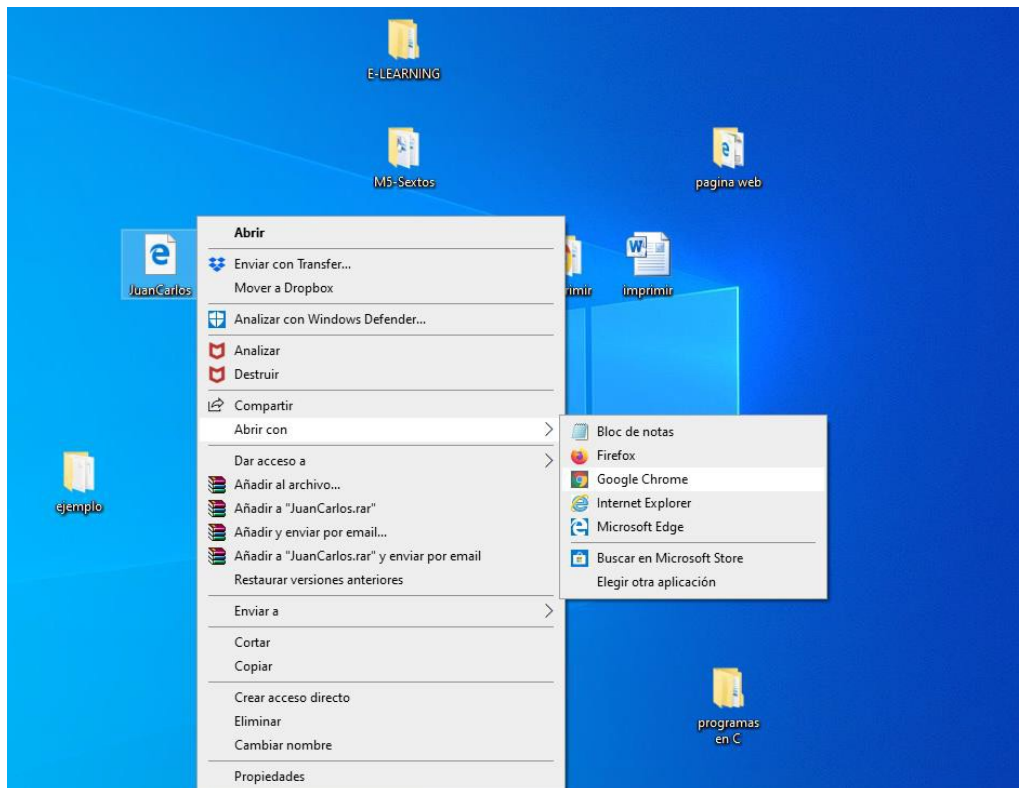 E-LEARNING
M5-Sextos
pagina web
JuanCarlos
rimir
imprimir
ejemplo
programas
en C
Abrir
Enviar con Transfer...
Mover a Dropbox
Analizar con Windows Defender...
Analizar
Destruir
Compartir
Abrir con
Dar acceso a
Añadir al archivo...
Añadir a "JuanCarlos.rar"
Añadir y enviar por email...
Añadir a "JuanCarlos.rar" y enviar por email
Restaurar versiones anteriores
Enviar a
Cortar
Copiar
Crear acceso directo
Eliminar
Cambiar nombre
Propiedades
Bloc de notas
Firefox
Google Chrome
Internet Explorer
Microsoft Edge
Buscar en Microsoft Store
Elegir otra aplicación